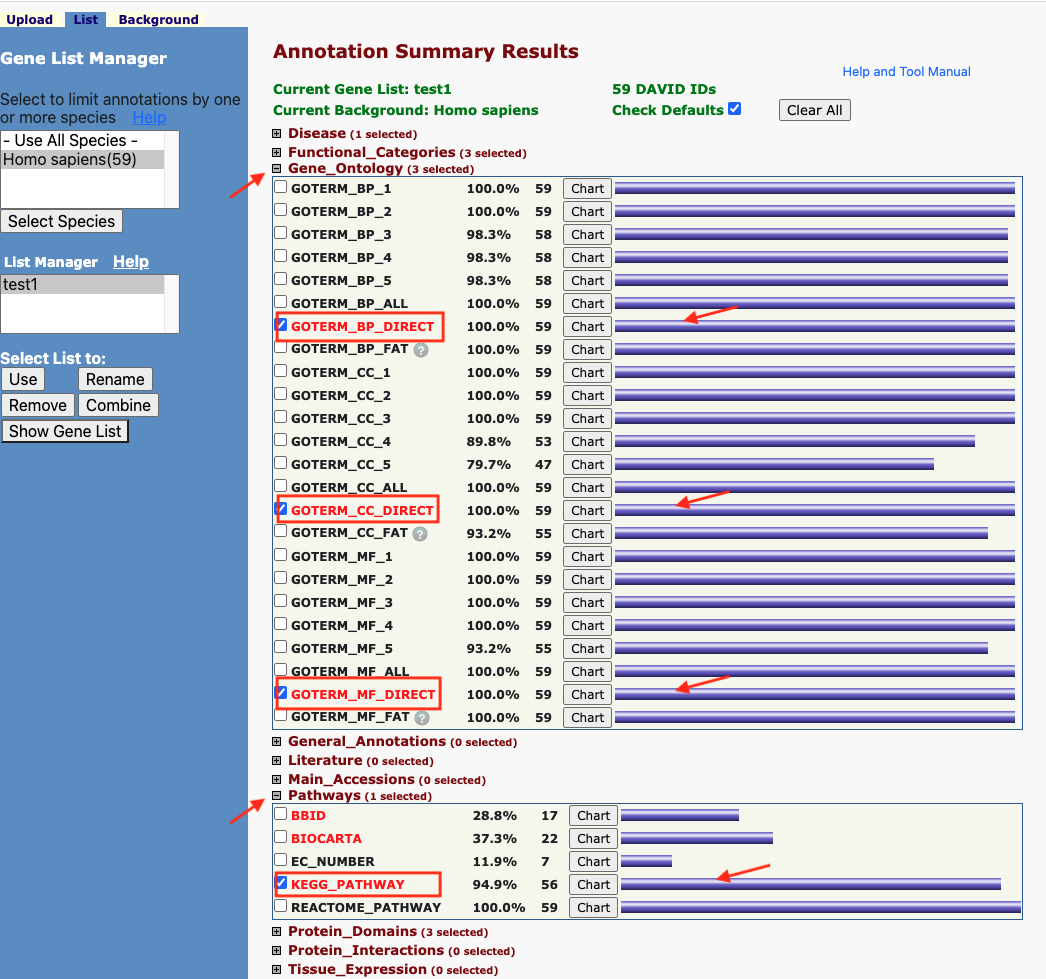 Upload List Background
Gene List Manager
Select to limit annotations by one
or more species Help
- Use All Species -
Homo sapiens(59)
Select Species
List Manager Help
test1
Select List to:
Use Rename
Remove Combine
Show Gene List
Annotation Summary Results
Help and Tool Manual
Current Gene List: test1 59 DAVID IDs
Current Background: Homo sapiens Check Defaults Clear All
Disease (1 selected)
Functional_Categories (3 selected)
Gene_Ontology (3 selected)
GOTERM_BP_1 100.0% 59 Chart
GOTERM_BP_2 100.0% 59 Chart
GOTERM_BP_3 98.3% 58 Chart
GOTERM_BP_4 98.3% 58 Chart
GOTERM_BP_5 98.3% 58 Chart
GOTERM_BP_ALL 100.0% 59 Chart
GOTERM_BP_DIRECT 100.0% 59 Chart
GOTERM_BP_FAT ? 100.0% 59 Chart
GOTERM_CC_1 100.0% 59 Chart
GOTERM_CC_2 100.0% 59 Chart
GOTERM_CC_3 100.0% 59 Chart
GOTERM_CC_4 89.8% 53 Chart
GOTERM_CC_5 79.7% 47 Chart
GOTERM_CC_ALL 100.0% 59 Chart
GOTERM_CC_DIRECT 100.0% 59 Chart
GOTERM_CC_FAT ? 93.2% 55 Chart
GOTERM_MF_1 100.0% 59 Chart
GOTERM_MF_2 100.0% 59 Chart
GOTERM_MF_3 100.0% 59 Chart
GOTERM_MF_4 100.0% 59 Chart
GOTERM_MF_5 93.2% 55 Chart
GOTERM_MF_ALL 100.0% 59 Chart
GOTERM_MF_DIRECT 100.0% 59 Chart
GOTERM_MF_FAT ? 100.0% 59 Chart
General_Annotations (0 selected)
Literature (0 selected)
Main_Accessions (0 selected)
Pathways (1 selected)
BBID 28.8% 17 Chart
BIOCARTA 37.3% 22 Chart
EC_NUMBER 11.9% 7 Chart
KEGG_PATHWAY 94.9% 56 Chart
REACTOME_PATHWAY 100.0% 59 Chart
Protein_Domains (3 selected)
Protein_Interactions (0 selected)
Tissue_Expression (0 selected)